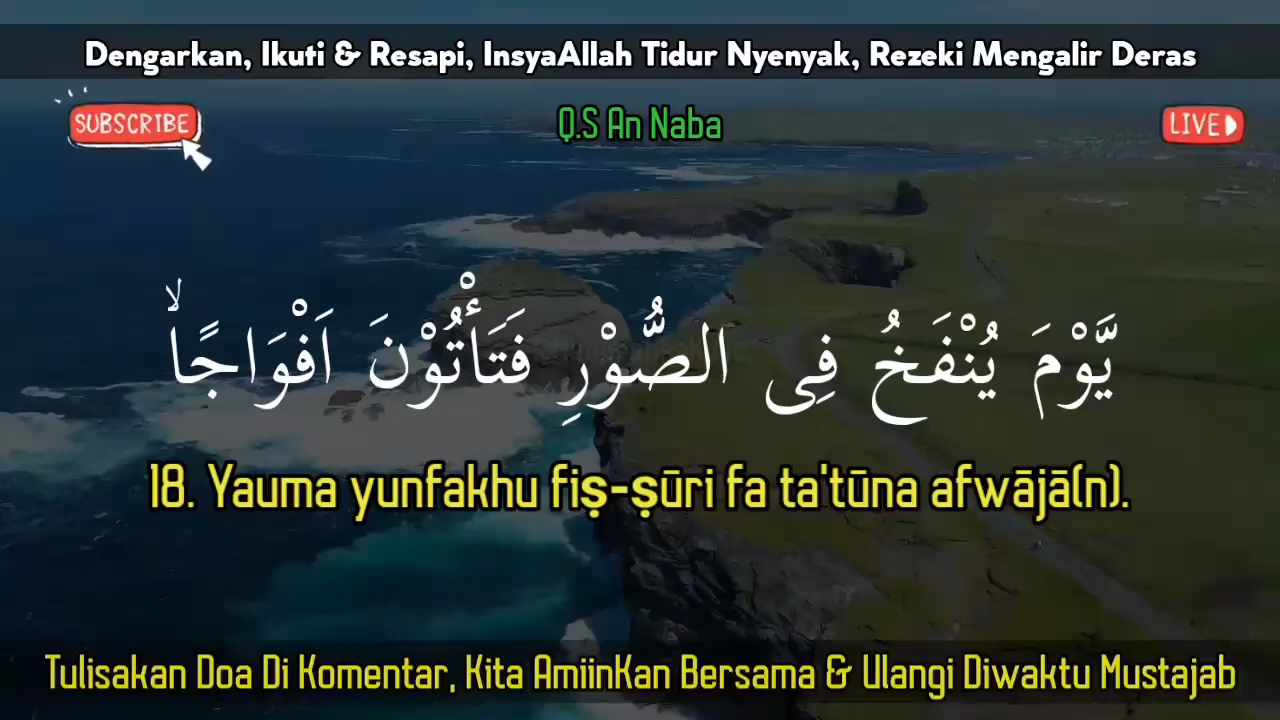 Dengarkan, Ikuti & Resapi, InsyaAllah Tidur Nyenyak, Rezeki Mengalir Deras
SUBSCRIBE
Q.S An Naba
LIVE
يَّوْمَ يُنْفَخُ فِى الصُّوْرِ فَتَأْتُوْنَ اَفْوَاجًاۙ
18. Yauma yunfakhu fiṣ-ṣūri fa ta'tūna afwājā(n).
Tulisakan Doa Di Komentar, Kita AmiinKan Bersama & Ulangi Diwaktu Mustajab